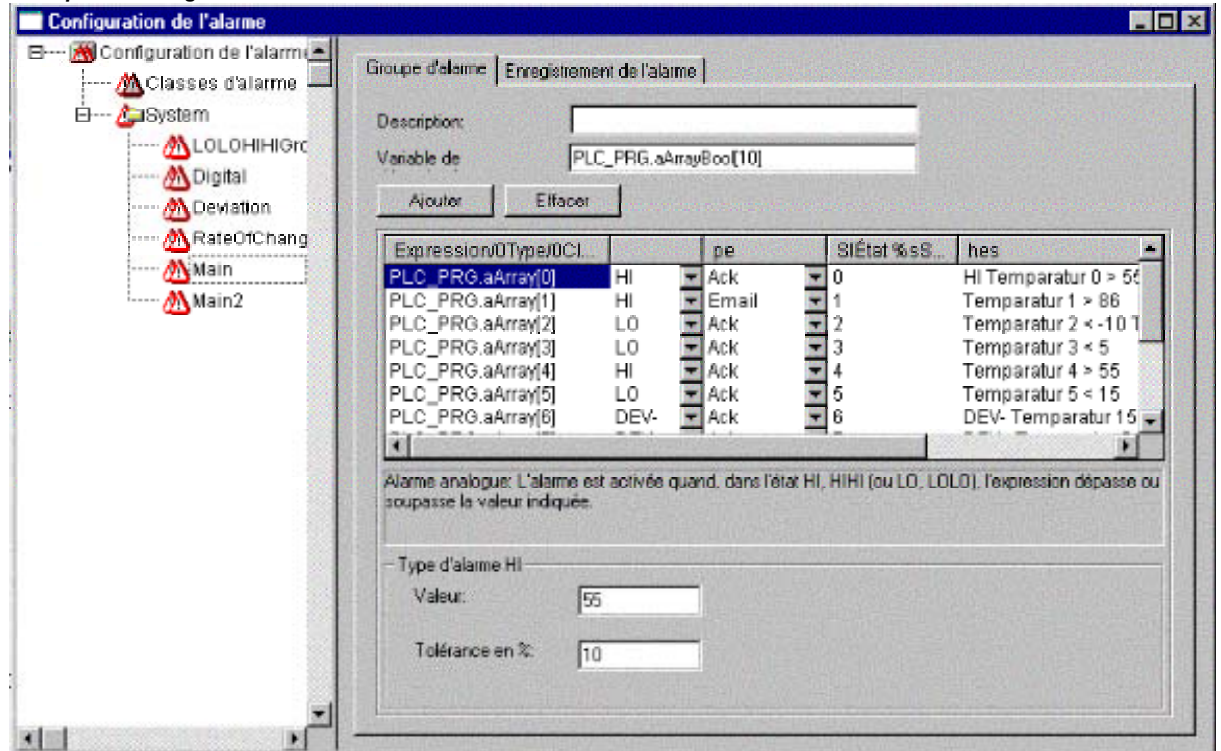 Configuration de l'alarme
Configuration de l'alarme
Classes d'alarme
System
LOLOHIHIGrc
Digital
Deviation
RateOfChang
Main
Main2
Groupe d'alarme Enregistrement de l'alarme
Description:
Variable de PLC_PRG.aArrayBool[10]
Ajouter Effacer
Expression/0Type/0Cl... pe SlÉtat %sS... hes
PLC_PRG.aArray[0] HI Ack 0 HI Temparatur 0 > 55
PLC_PRG.aArray[1] HI Email 1 Temparatur 1 > 86
PLC_PRG.aArray[2] LO Ack 2 Temparatur 2 < -10 T
PLC_PRG.aArray[3] LO Ack 3 Temparatur 3 < 5
PLC_PRG.aArray[4] HI Ack 4 Temparatur 4 > 55
PLC_PRG.aArray[5] LO Ack 5 Temparatur 5 < 15
PLC_PRG.aArray[6] DEV- Ack 6 DEV- Temparatur 15
Alarme analogue: L'alarme est activée quand, dans l'état HI, HIHI (ou LO, LOLO), l'expression dépasse ou
soupasse la valeur indiquée.
Type d'alarme HI
Valeur: 55
Tolérance en %: 10